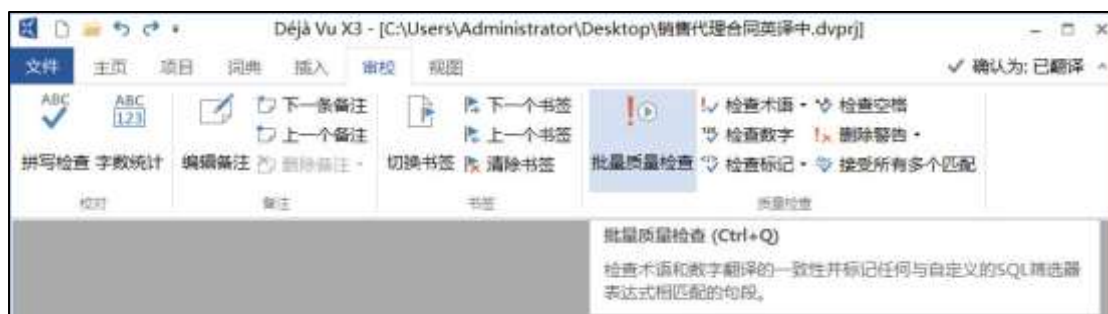 Déjà Vu X3 - [C:\Users\Administrator\Desktop\销售代理合同英译中.dvprj]
文件 主页 项目 词典 插入 审校 视图 确认为: 已翻译
ABC ABC 123
下一条备注 下一个书签 检查术语 检查空格
上一个备注 上一个书签 检查数字 删除警告
拼写检查 字数统计 编辑备注 删除备注 切换书签 清除书签 批量质量检查 检查标记 接受所有多个匹配
校对 备注 书签 质量检查
批量质量检查 (Ctrl+Q)
检查术语和数字翻译的一致性并标记任何与自定义的SQL筛选器
表达式相匹配的句段。